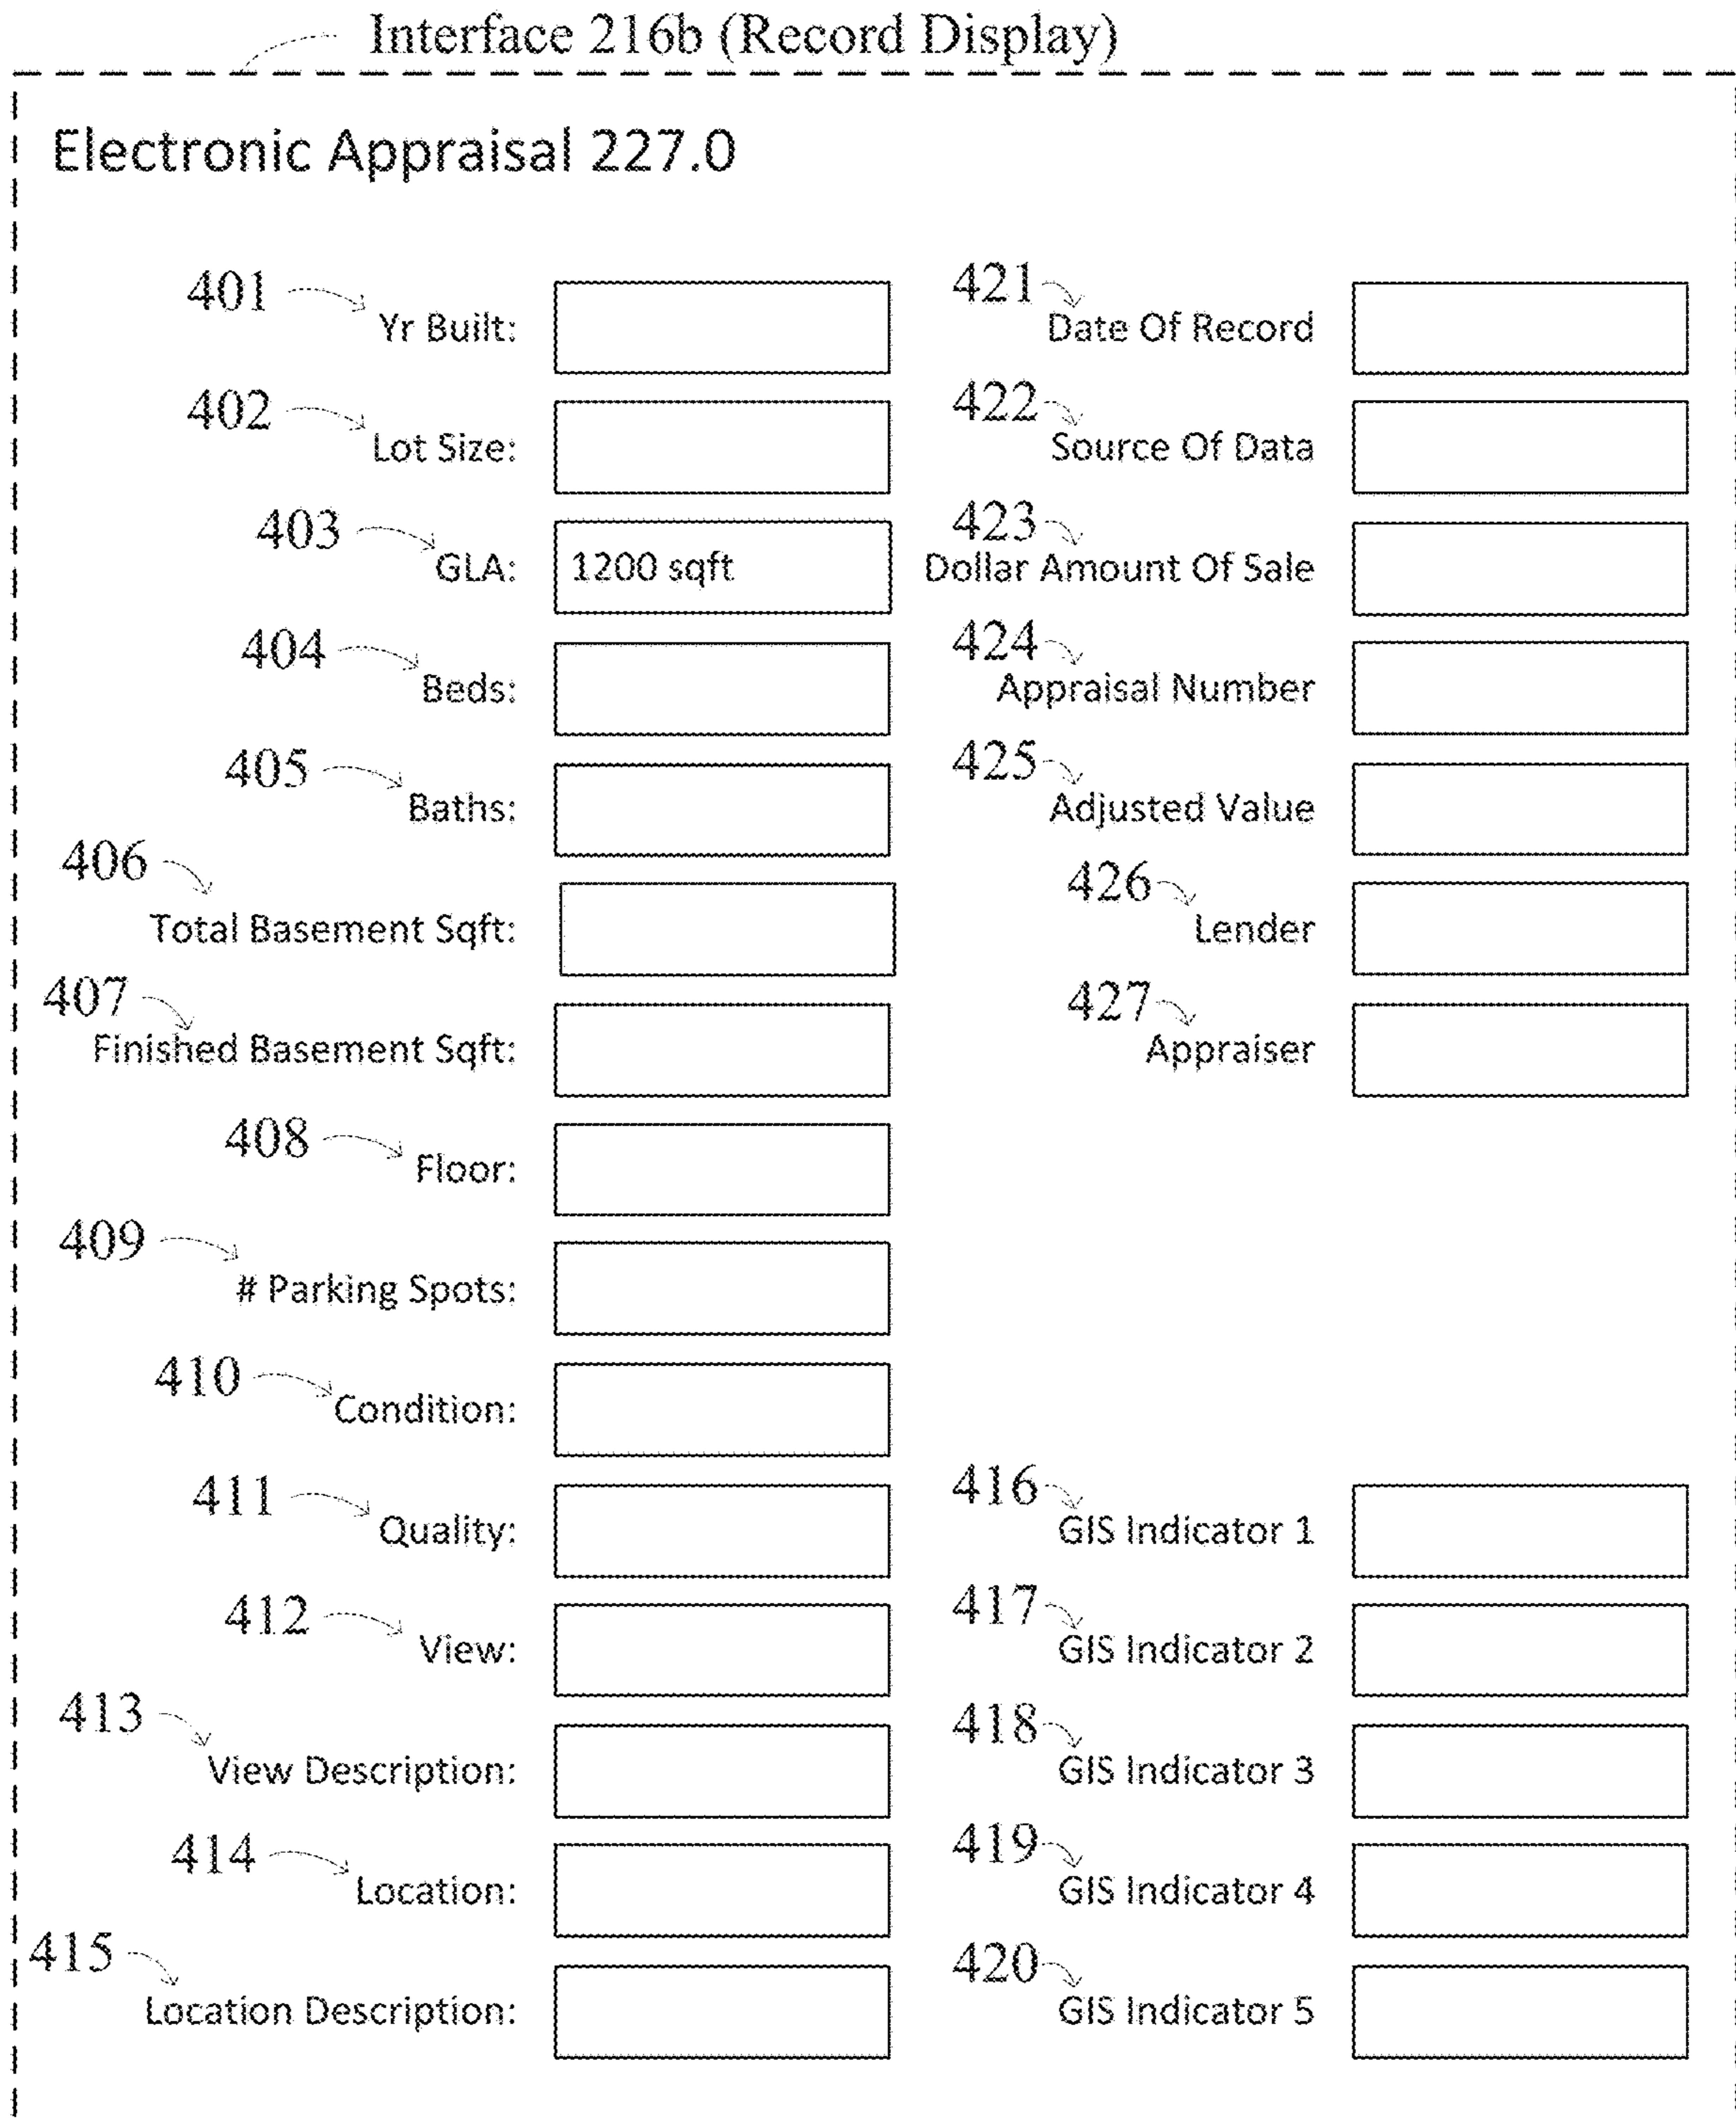 Interface 216b (Record Display)
Electronic Appraisal 227.0
401
Yr Built:
402
Lot Size:
403
GLA: 1200 sqft
404
Beds:
405
Baths:
406
Total Basement Sqft:
407
Finished Basement Sqft:
408
Floor:
409
# Parking Spots:
410
Condition:
411
Quality:
412
View:
413
View Description:
414
Location:
415
Location Description:
421
Date Of Record
422
Source Of Data
423
Dollar Amount Of Sale
424
Appraisal Number
425
Adjusted Value
426
Lender
427
Appraiser
416
GIS Indicator 1
417
GIS Indicator 2
418
GIS Indicator 3
419
GIS Indicator 4
420
GIS Indicator 5